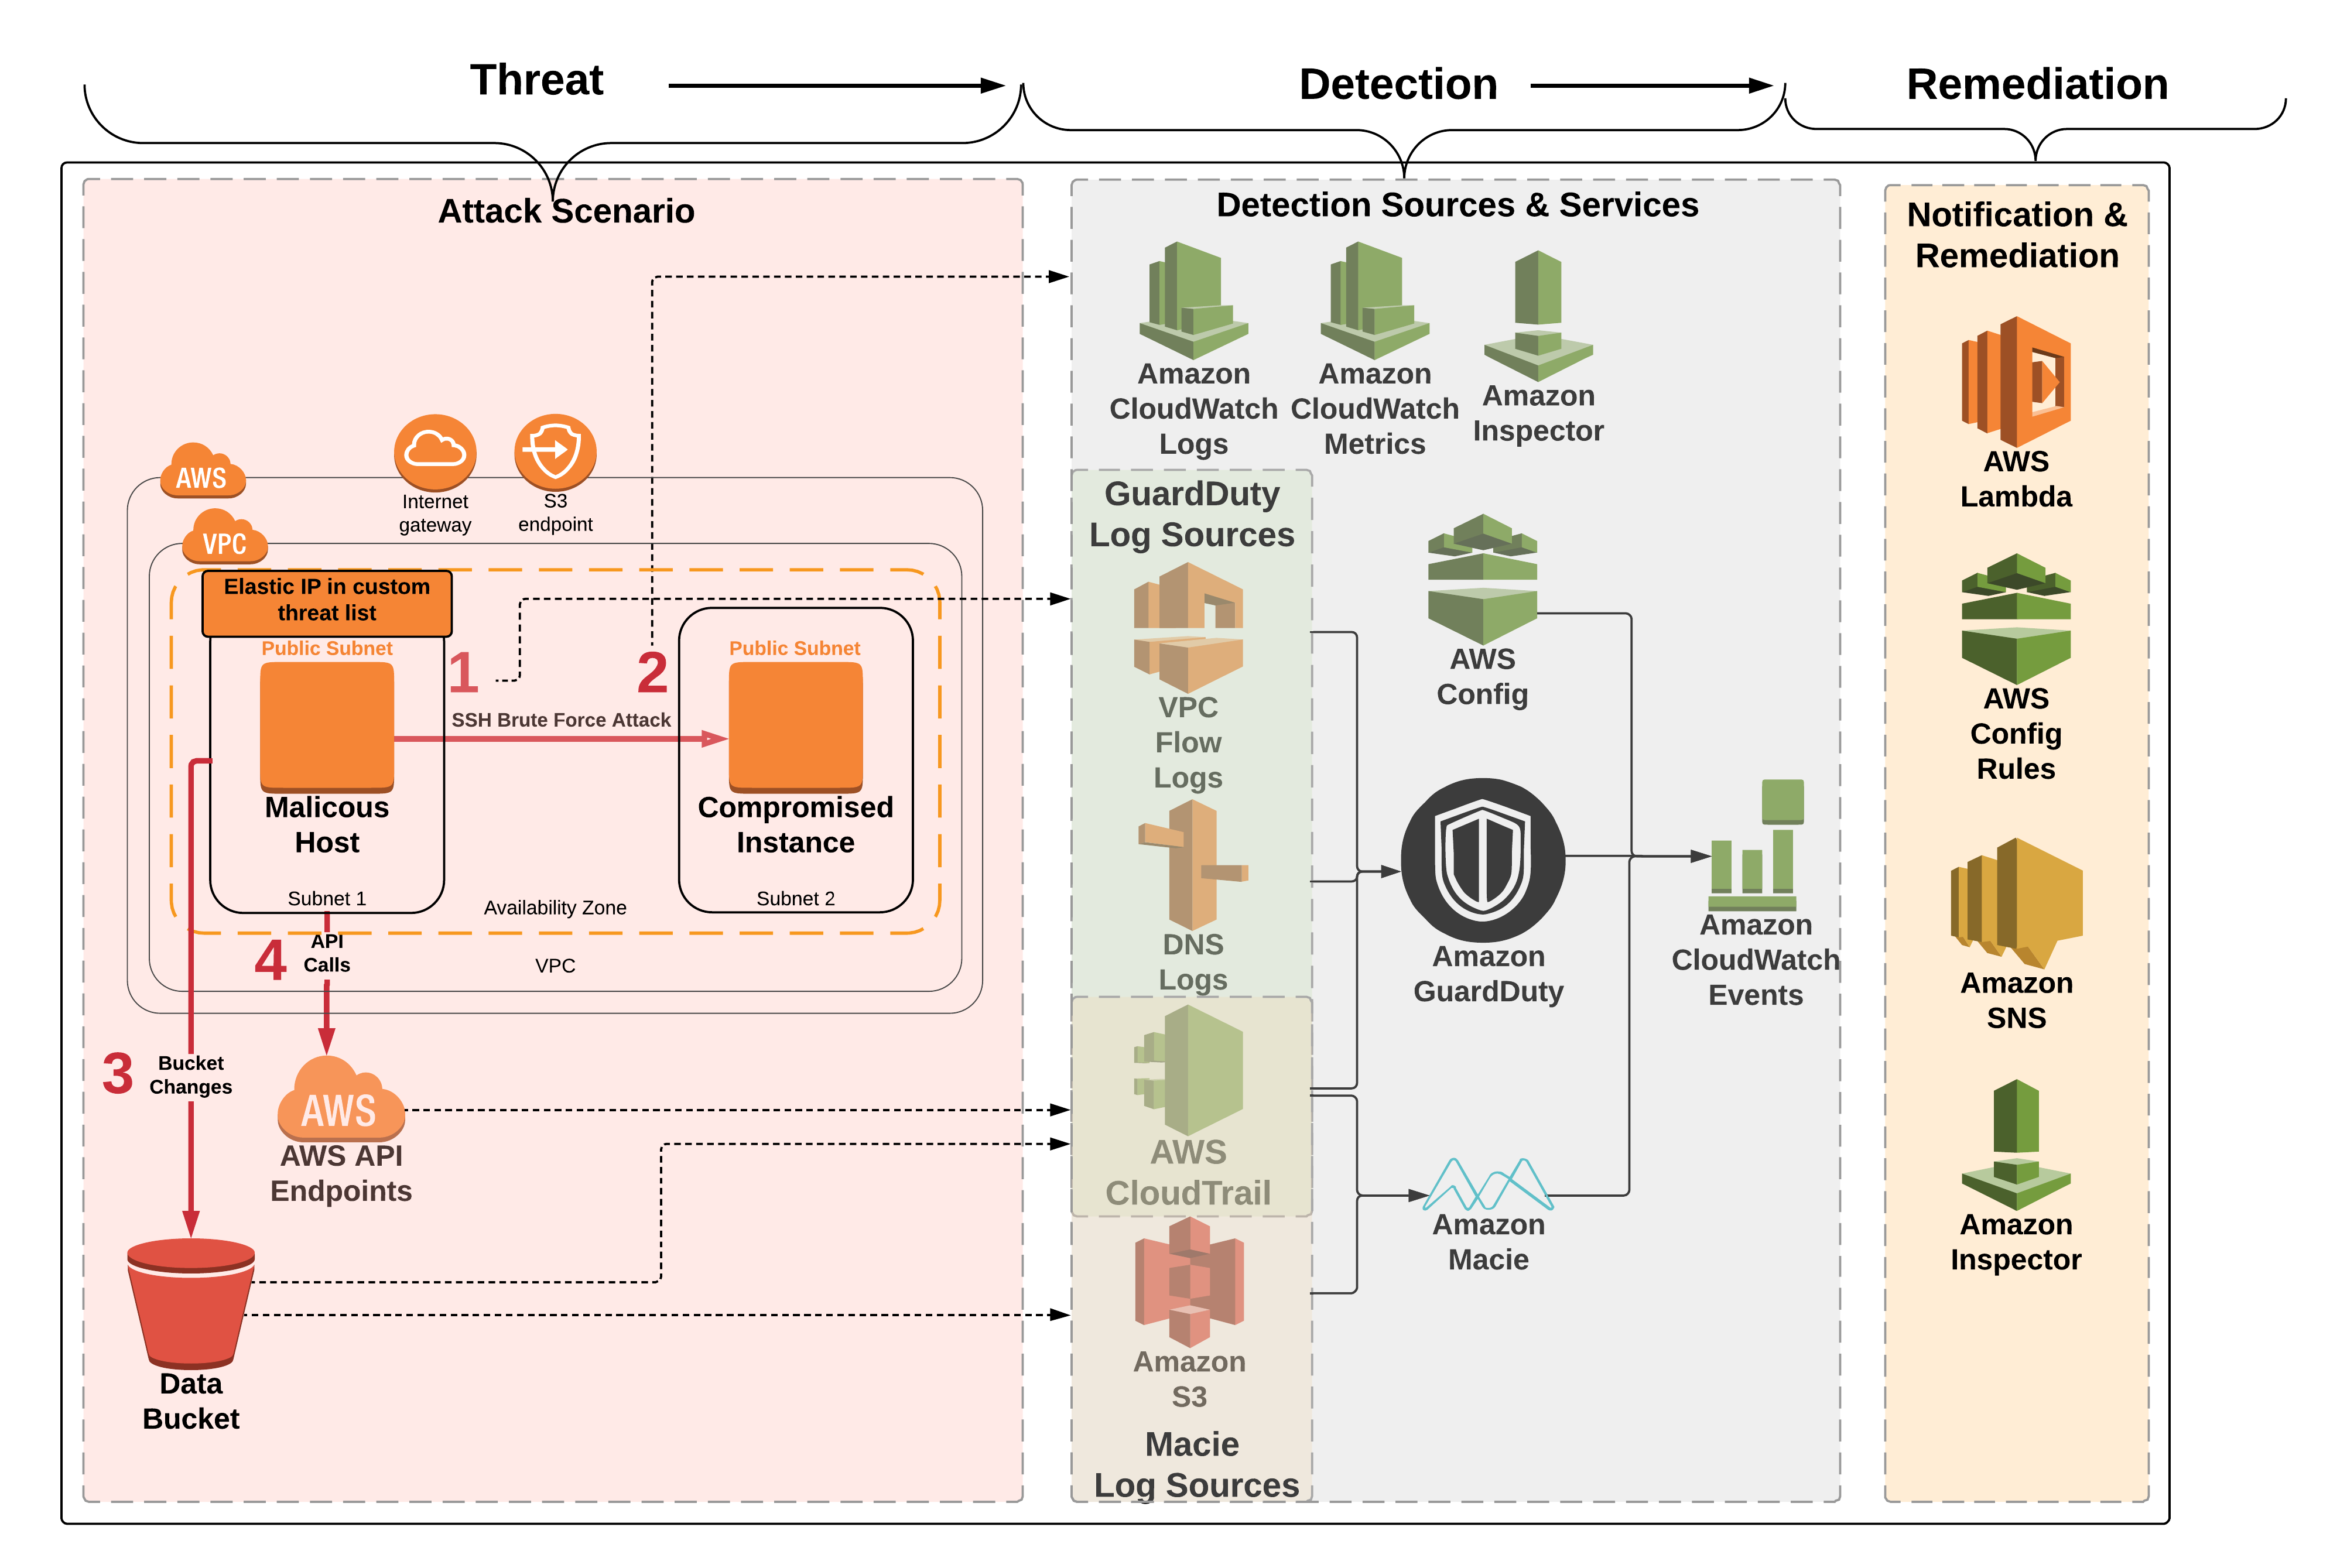 Threat
Detection
Remediation
Attack Scenario
AWS
Internet
gateway
S3
endpoint
VPC
Elastic IP in custom
threat list
Public Subnet
1
2
Public Subnet
SSH Brute Force Attack
Malicous
Host
Compromised
Instance
Subnet 1
Availability Zone
Subnet 2
4
API
Calls
VPC
3
Bucket
Changes
AWS
AWS API
Endpoints
Data
Bucket
Detection Sources & Services
Amazon
CloudWatch
Logs
Amazon
CloudWatch
Metrics
Amazon
Inspector
GuardDuty
Log Sources
VPC
Flow
Logs
DNS
Logs
AWS
CloudTrail
Amazon
S3
Macie
Log Sources
AWS
Config
Amazon
GuardDuty
Amazon
Macie
Amazon
CloudWatch
Events
Notification &
Remediation
AWS
Lambda
AWS
Config
Rules
Amazon
SNS
Amazon
Inspector